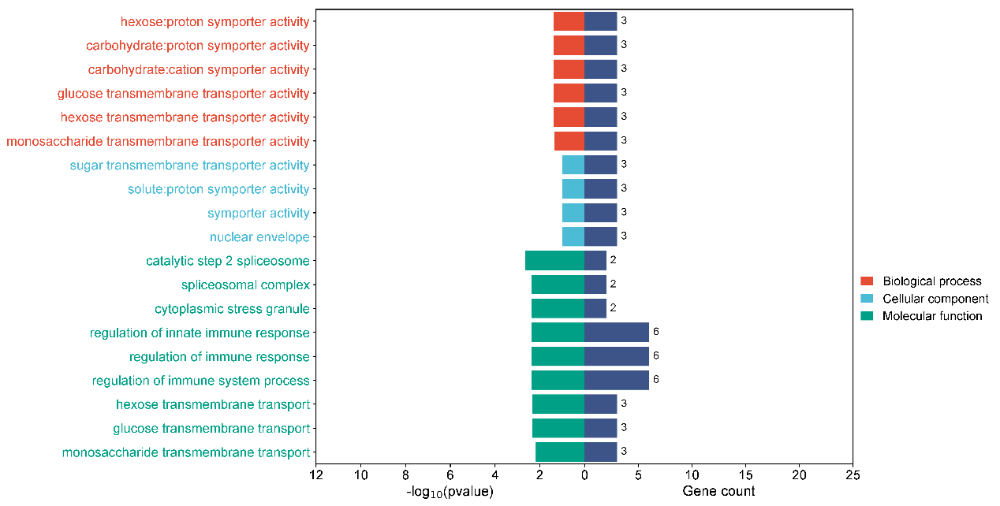 hexose:proton symporter activity 3
carbohydrate:proton symporter activity 3
carbohydrate:cation symporter activity 3
glucose transmembrane transporter activity 3
hexose transmembrane transporter activity 3
monosaccharide transmembrane transporter activity 3
sugar transmembrane transporter activity 3
solute:proton symporter activity 3
symporter activity 3
nuclear envelope 3
catalytic step 2 spliceosome 2
spliceosomal complex 2
cytoplasmic stress granule 2
regulation of innate immune response 6
regulation of immune response 6
regulation of immune system process 6
hexose transmembrane transport 3
glucose transmembrane transport 3
monosaccharide transmembrane transport 3
12 10 8 6 4 2 0 5 10 15 20 25
-log10(pvalue) Gene count
Biological process
Cellular component
Molecular function